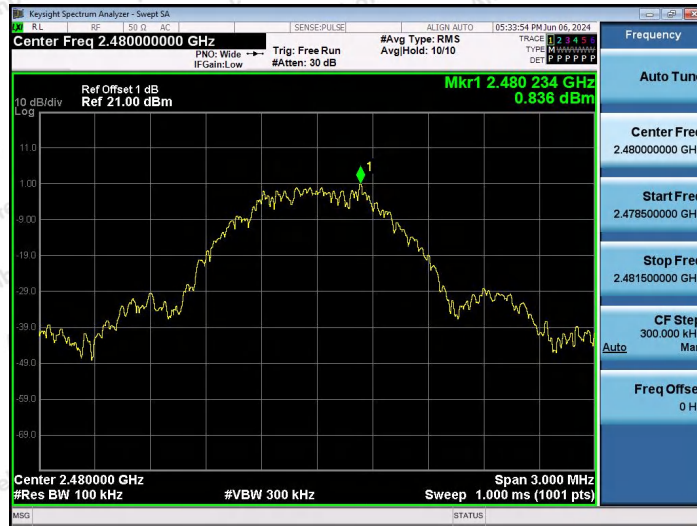 Keysight Spectrum Analyzer - Swept SA
LXI RL RF 50 Ω AC SENSE:PULSE ALIGN AUTO 05:33:54 PM Jun 06, 2024
Center Freq 2.480000000 GHz
PNO: Wide
IFGain:Low
Trig: Free Run
#Atten: 30 dB
#Avg Type: RMS
Avg|Hold: 10/10
TRACE 1 2 3 4 5 6
TYPE M
DET P P P P P P
Mkr1 2.480 234 GHz
0.836 dBm
Ref Offset 1 dB
10 dB/div Ref 21.00 dBm
Log
11.0
1.00
-9.00
-19.0
-29.0
-39.0
-49.0
-59.0
-69.0
1
Center 2.480000 GHz Span 3.000 MHz
#Res BW 100 kHz #VBW 300 kHz Sweep 1.000 ms (1001 pts)
MSG STATUS
Frequency
Auto Tun
Center Fre
2.480000000 GH
Start Fre
2.478500000 GH
Stop Fre
2.481500000 GH
CF Step
300.000 kH
Auto Ma
Freq Offse
0 H